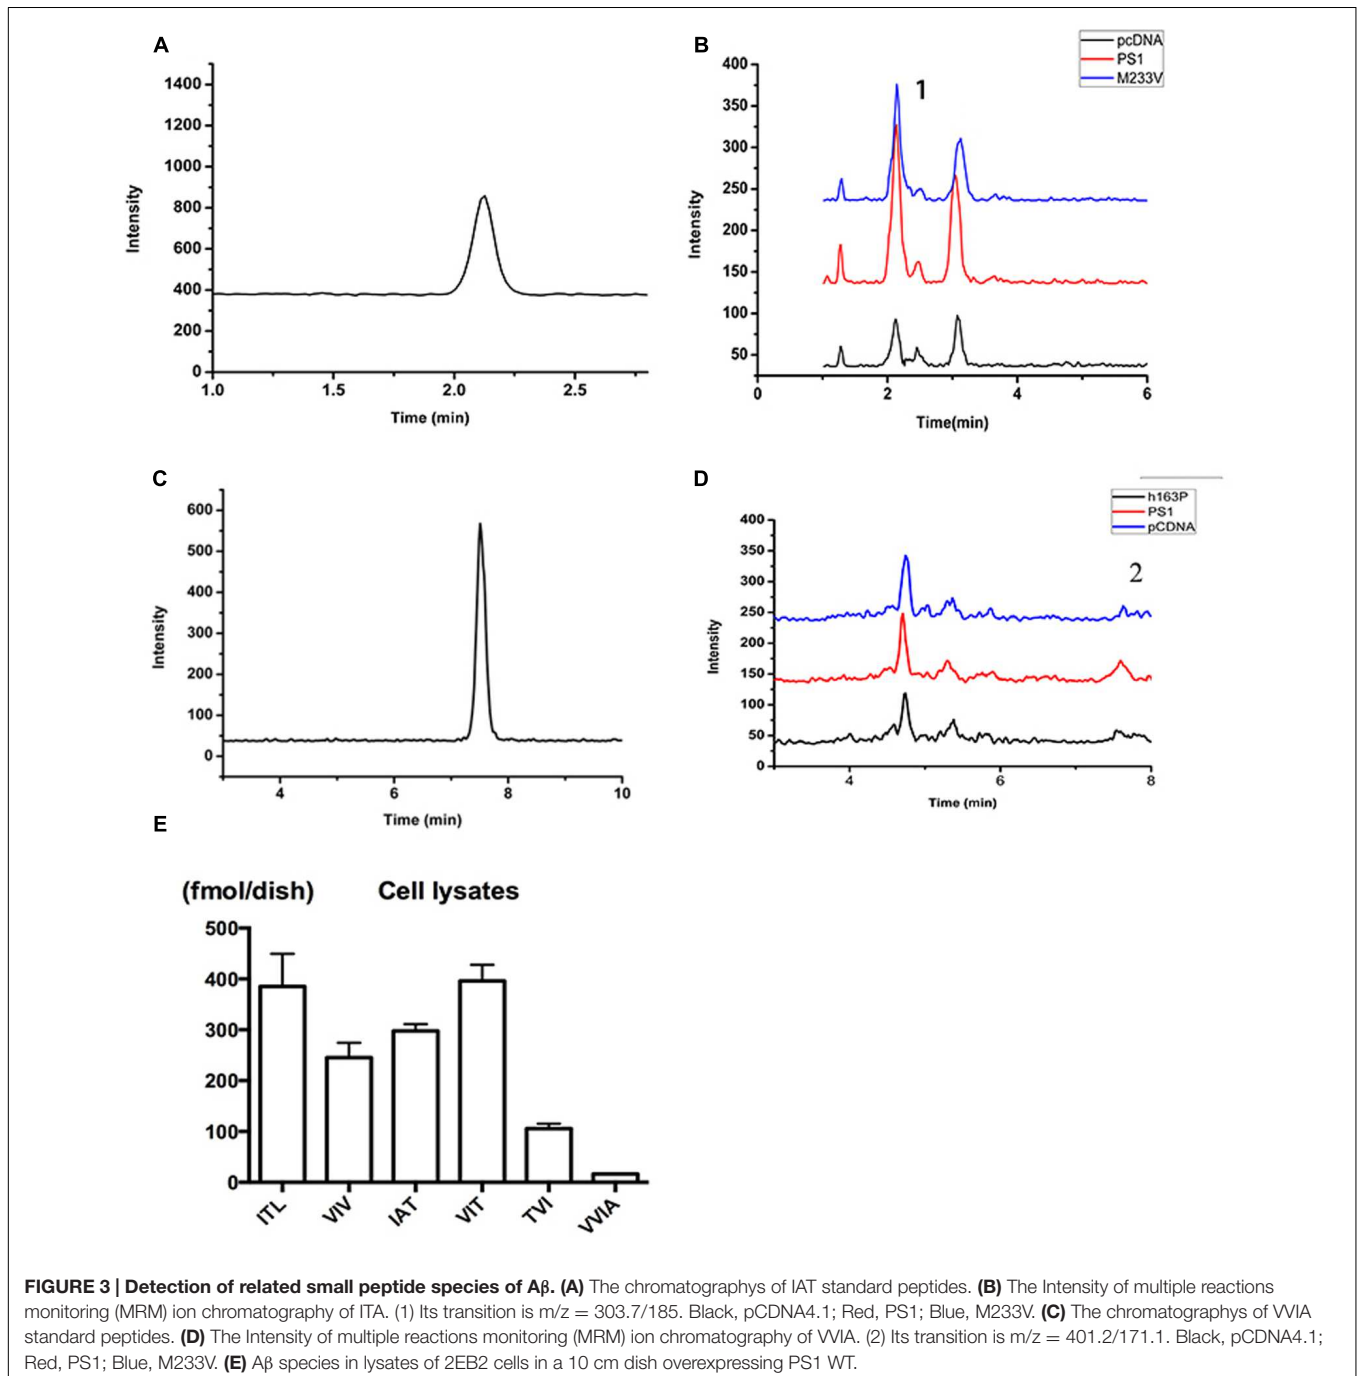 A
1400
1200
1000
800
600
400
200
0
Intensity
1.0 1.5 2.0 2.5
Time (min)
B
pcDNA
PS1
M233V
1
400
350
300
250
200
150
100
50
Intensity
0 2 4 6
Time(min)
C
600
500
400
300
200
100
0
Intensity
4 6 8 10
Time (min)
D
h163P
PS1
pCDNA
2
400
350
300
250
200
150
100
50
0
Intensity
4 6 8
Time (min)
E
(fmol/dish) Cell lysates
500
400
300
200
100
0
ITL VIV IAT VIT TVI VVIA
FIGURE 3 | Detection of related small peptide species of Aβ. (A) The chromatographys of IAT standard peptides. (B) The Intensity of multiple reactions
monitoring (MRM) ion chromatography of ITA. (1) Its transition is m/z = 303.7/185. Black, pCDNA4.1; Red, PS1; Blue, M233V. (C) The chromatographys of VVIA
standard peptides. (D) The Intensity of multiple reactions monitoring (MRM) ion chromatography of VVIA. (2) Its transition is m/z = 401.2/171.1. Black, pCDNA4.1;
Red, PS1; Blue, M233V. (E) Aβ species in lysates of 2EB2 cells in a 10 cm dish overexpressing PS1 WT.